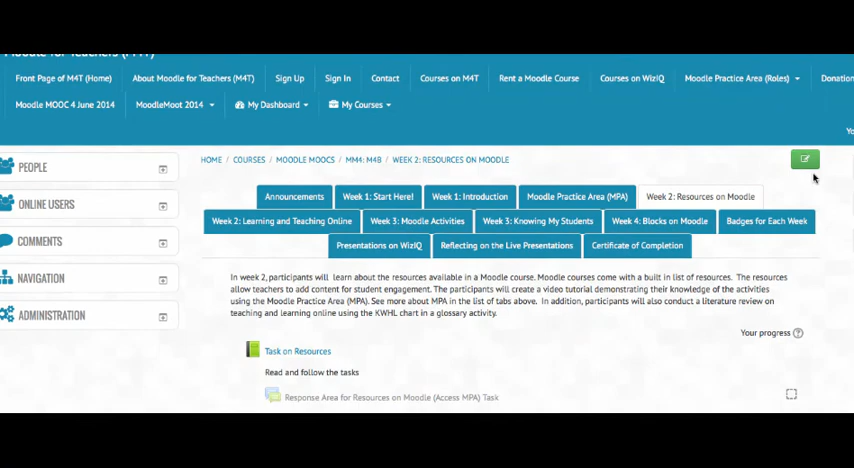 Moodle for Teachers (M4T)
Front Page of M4T (Home) About Moodle for Teachers (M4T) Sign Up Sign In Contact Courses on M4T Rent a Moodle Course Courses on WizIQ Moodle Practice Area (Roles) Donation
Moodle MOOC 4 June 2014 MoodleMoot 2014 My Dashboard My Courses
Yo
PEOPLE
ONLINE USERS
COMMENTS
NAVIGATION
ADMINISTRATION
HOME / COURSES / MOODLE MOOCS / MM4: M4B / WEEK 2: RESOURCES ON MOODLE
Announcements Week 1: Start Here! Week 1: Introduction Moodle Practice Area (MPA) Week 2: Resources on Moodle
Week 2: Learning and Teaching Online Week 3: Moodle Activities Week 3: Knowing My Students Week 4: Blocks on Moodle Badges for Each Week
Presentations on WizIQ Reflecting on the Live Presentations Certificate of Completion
In week 2, participants will learn about the resources available in a Moodle course. Moodle courses come with a built in list of resources. The resources
allow teachers to add content for student engagement. The participants will create a video tutorial demonstrating their knowledge of the activities
using the Moodle Practice Area (MPA). See more about MPA in the list of tabs above. In addition, participants will also conduct a literature review on
teaching and learning online using the KWHL chart in a glossary activity.
Your progress
Task on Resources
Read and follow the tasks
Response Area for Resources on Moodle (Access MPA) Task